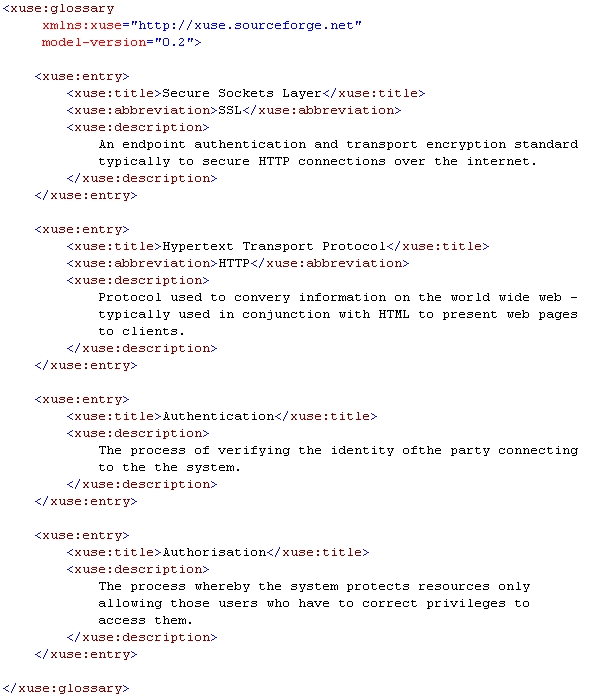 <xuse:glossary
xmlns:xuse="http://xuse.sourceforge.net"
model-version="0.2">
<xuse:entry>
<xuse:title>Secure Sockets Layer</xuse:title>
<xuse:abbreviation>SSL</xuse:abbreviation>
<xuse:description>
An endpoint authentication and transport encryption standard
typically to secure HTTP connections over the internet.
</xuse:description>
</xuse:entry>
<xuse:entry>
<xuse:title>Hypertext Transport Protocol</xuse:title>
<xuse:abbreviation>HTTP</xuse:abbreviation>
<xuse:description>
Protocol used to convery information on the world wide web -
typically used in conjunction with HTML to present web pages
to clients.
</xuse:description>
</xuse:entry>
<xuse:entry>
<xuse:title>Authentication</xuse:title>
<xuse:description>
The process of verifying the identity ofthe party connecting
to the the system.
</xuse:description>
</xuse:entry>
<xuse:entry>
<xuse:title>Authorisation</xuse:title>
<xuse:description>
The process whereby the system protects resources only
allowing those users who have to correct privileges to
access them.
</xuse:description>
</xuse:entry>
</xuse:glossary>